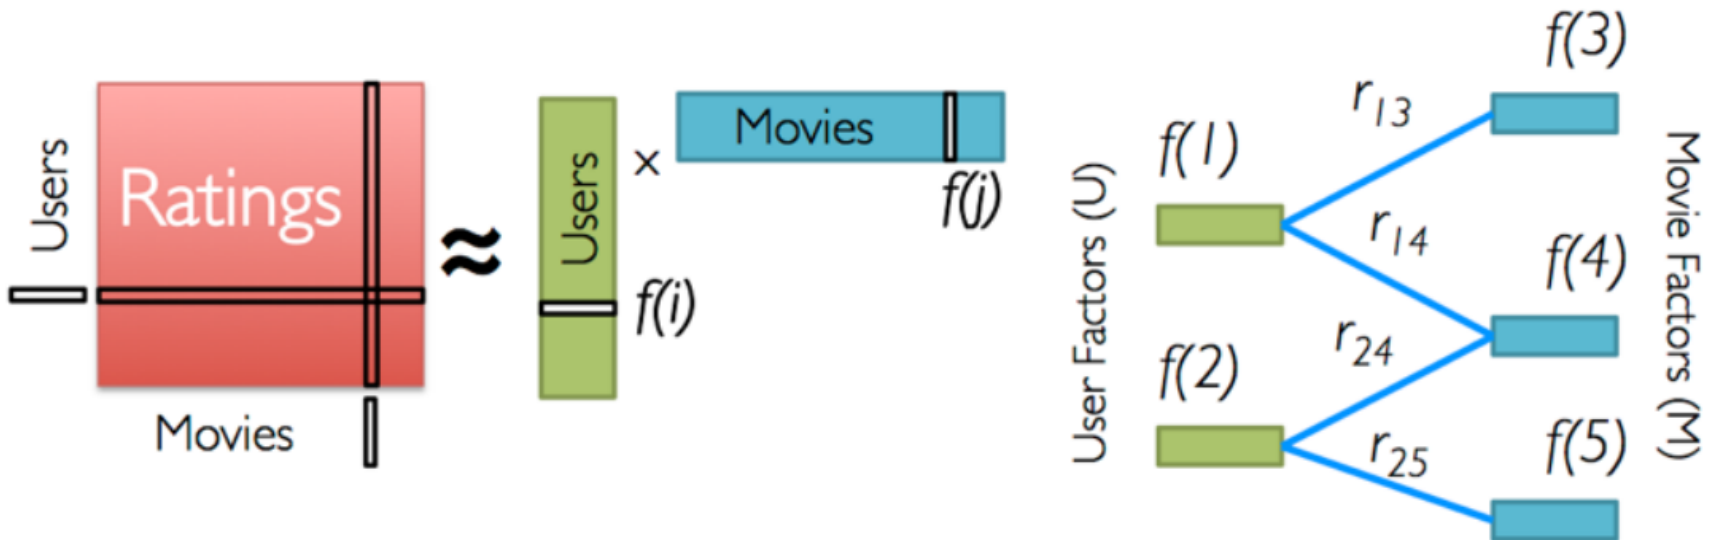 Users
Ratings
Movies
≈
Users
f(i)
x
Movies
f(j)
User Factors (U)
f(1)
f(2)
r13
r14
r24
r25
f(3)
f(4)
f(5)
Movie Factors (M)